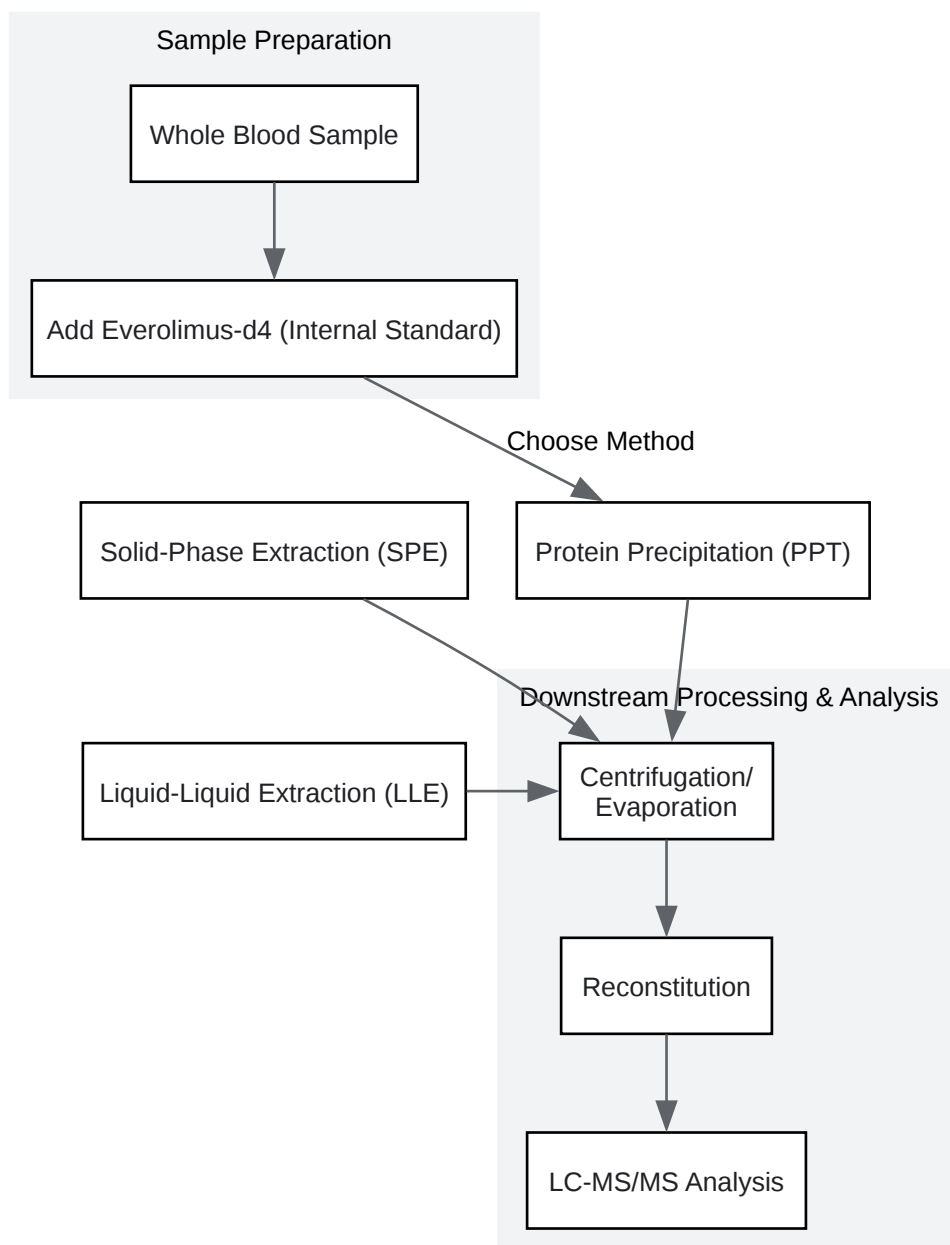 Sample Preparation
Whole Blood Sample
Add Everolimus-d4 (Internal Standard)
Choose Method
Solid-Phase Extraction (SPE)
Protein Precipitation (PPT)
Downstream Processing & Analysis
Liquid-Liquid Extraction (LLE)
Centrifugation/
Evaporation
Reconstitution
LC-MS/MS Analysis